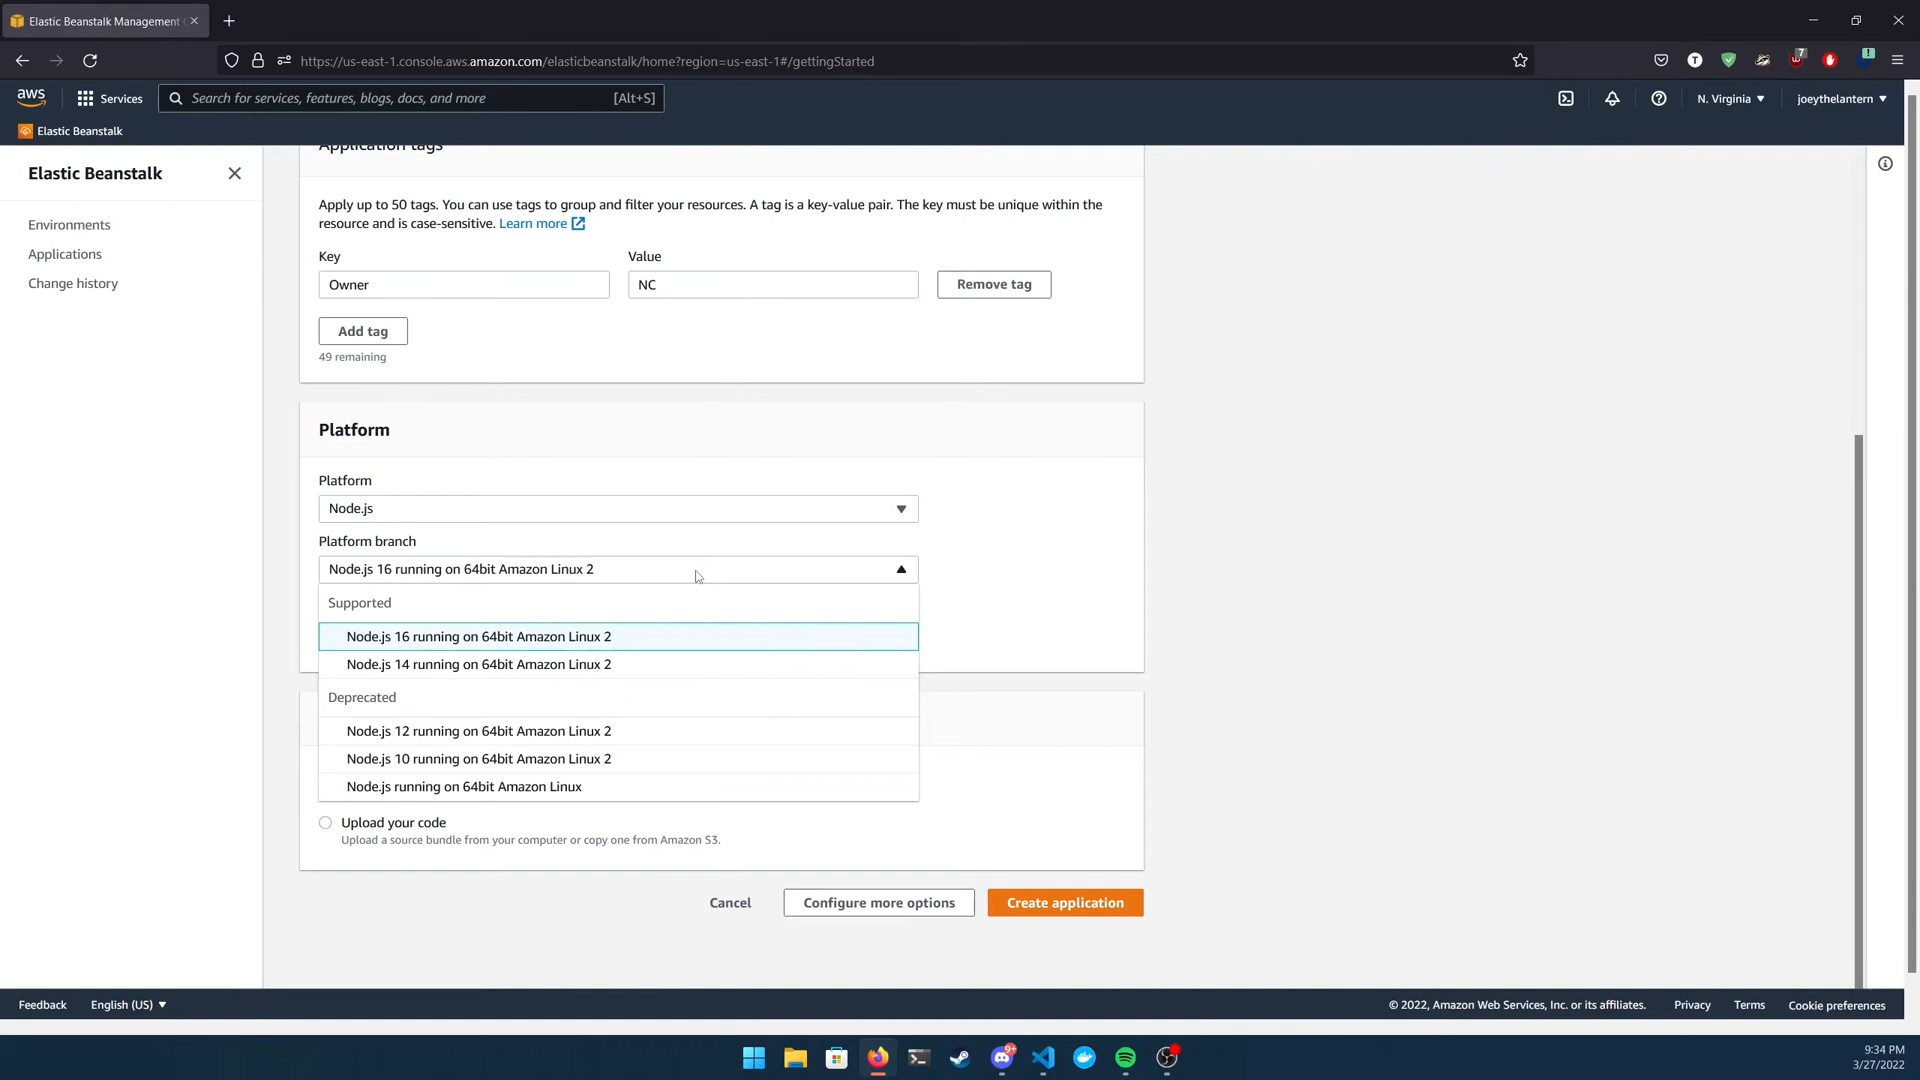 Elastic Beanstalk Management
https://us-east-1.console.aws.amazon.com/elasticbeanstalk/home?region=us-east-1#/gettingStarted
7
aws
Services
Search for services, features, blogs, docs, and more
[Alt+S]
N. Virginia
joeythelantern
Elastic Beanstalk
Elastic Beanstalk
Environments
Applications
Change history
Application tags
Apply up to 50 tags. You can use tags to group and filter your resources. A tag is a key-value pair. The key must be unique within the
resource and is case-sensitive. Learn more
Key
Value
Owner
NC
Remove tag
Add tag
49 remaining
Platform
Platform
Node.js
Platform branch
Node.js 16 running on 64bit Amazon Linux 2
Supported
Node.js 16 running on 64bit Amazon Linux 2
Node.js 14 running on 64bit Amazon Linux 2
Deprecated
Node.js 12 running on 64bit Amazon Linux 2
Node.js 10 running on 64bit Amazon Linux 2
Node.js running on 64bit Amazon Linux
Upload your code
Upload a source bundle from your computer or copy one from Amazon S3.
Cancel
Configure more options
Create application
Feedback
English (US)
© 2022, Amazon Web Services, Inc. or its affiliates.
Privacy
Terms
Cookie preferences
9+
9:34 PM
3/27/2022